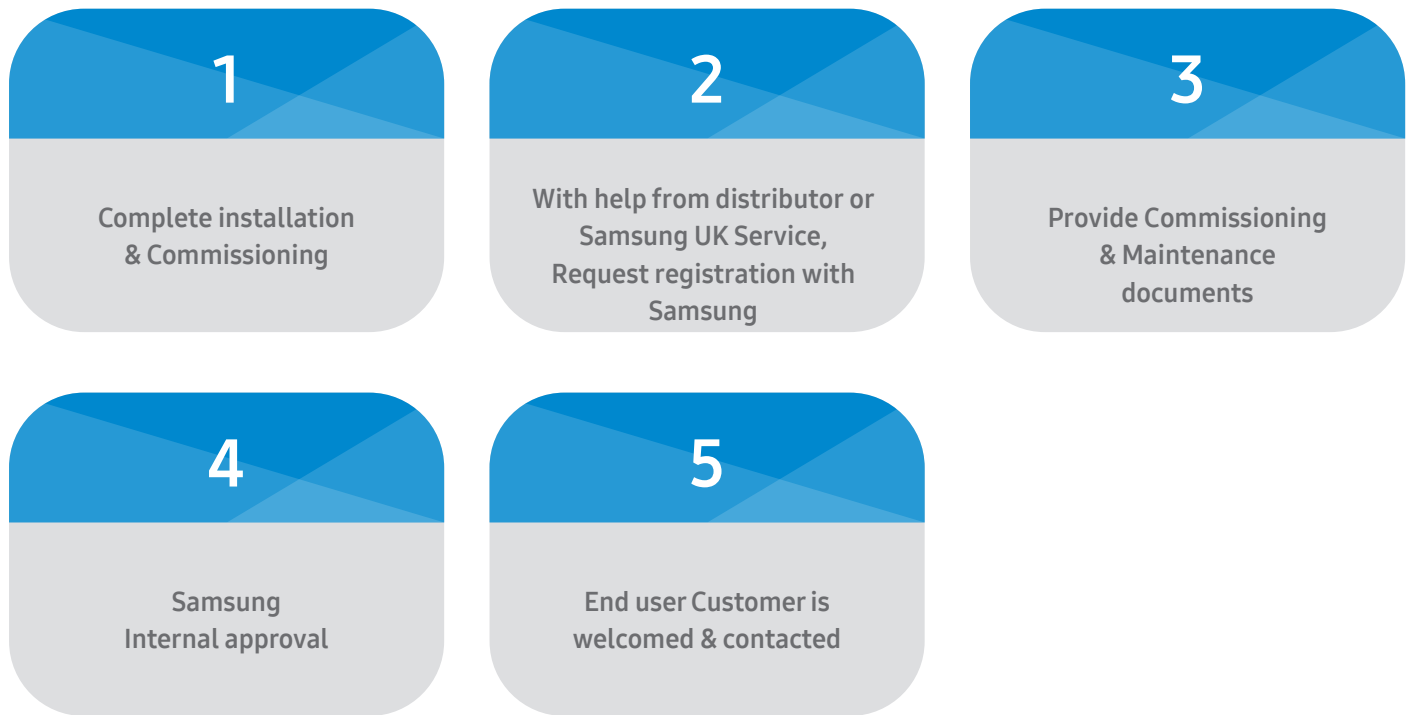 1
Complete installation
& Commissioning
2
With help from distributor or
Samsung UK Service,
Request registration with
Samsung
3
Provide Commissioning
& Maintenance
documents
4
Samsung
Internal approval
5
End user Customer is
welcomed & contacted